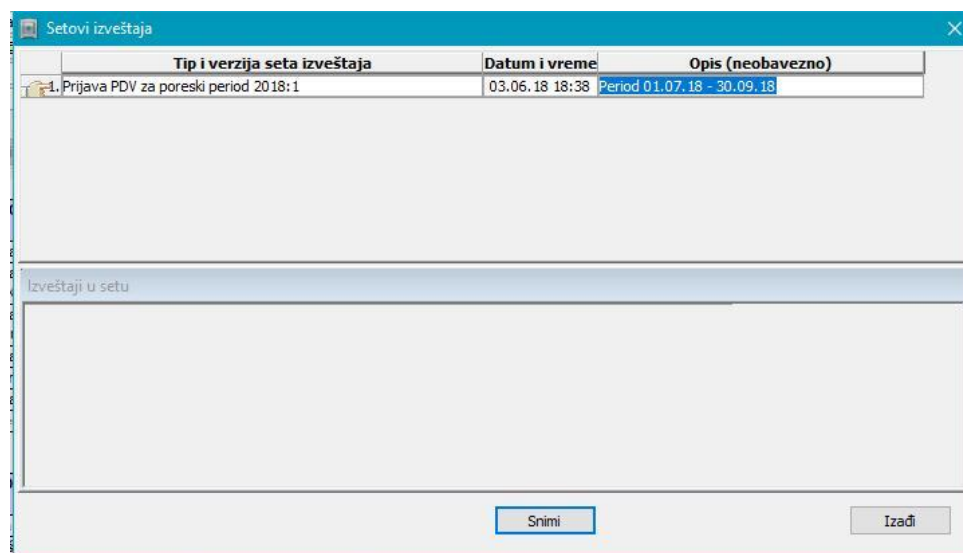 Setovi izveštaja
Tip i verzija seta izveštaja Datum i vreme Opis (neobavezno)
1. Prijava PDV za poreski period 2018:1 03.06.18 18:38 Period 01.07.18 - 30.09.18
Izveštaji u setu
Snimi Izađi